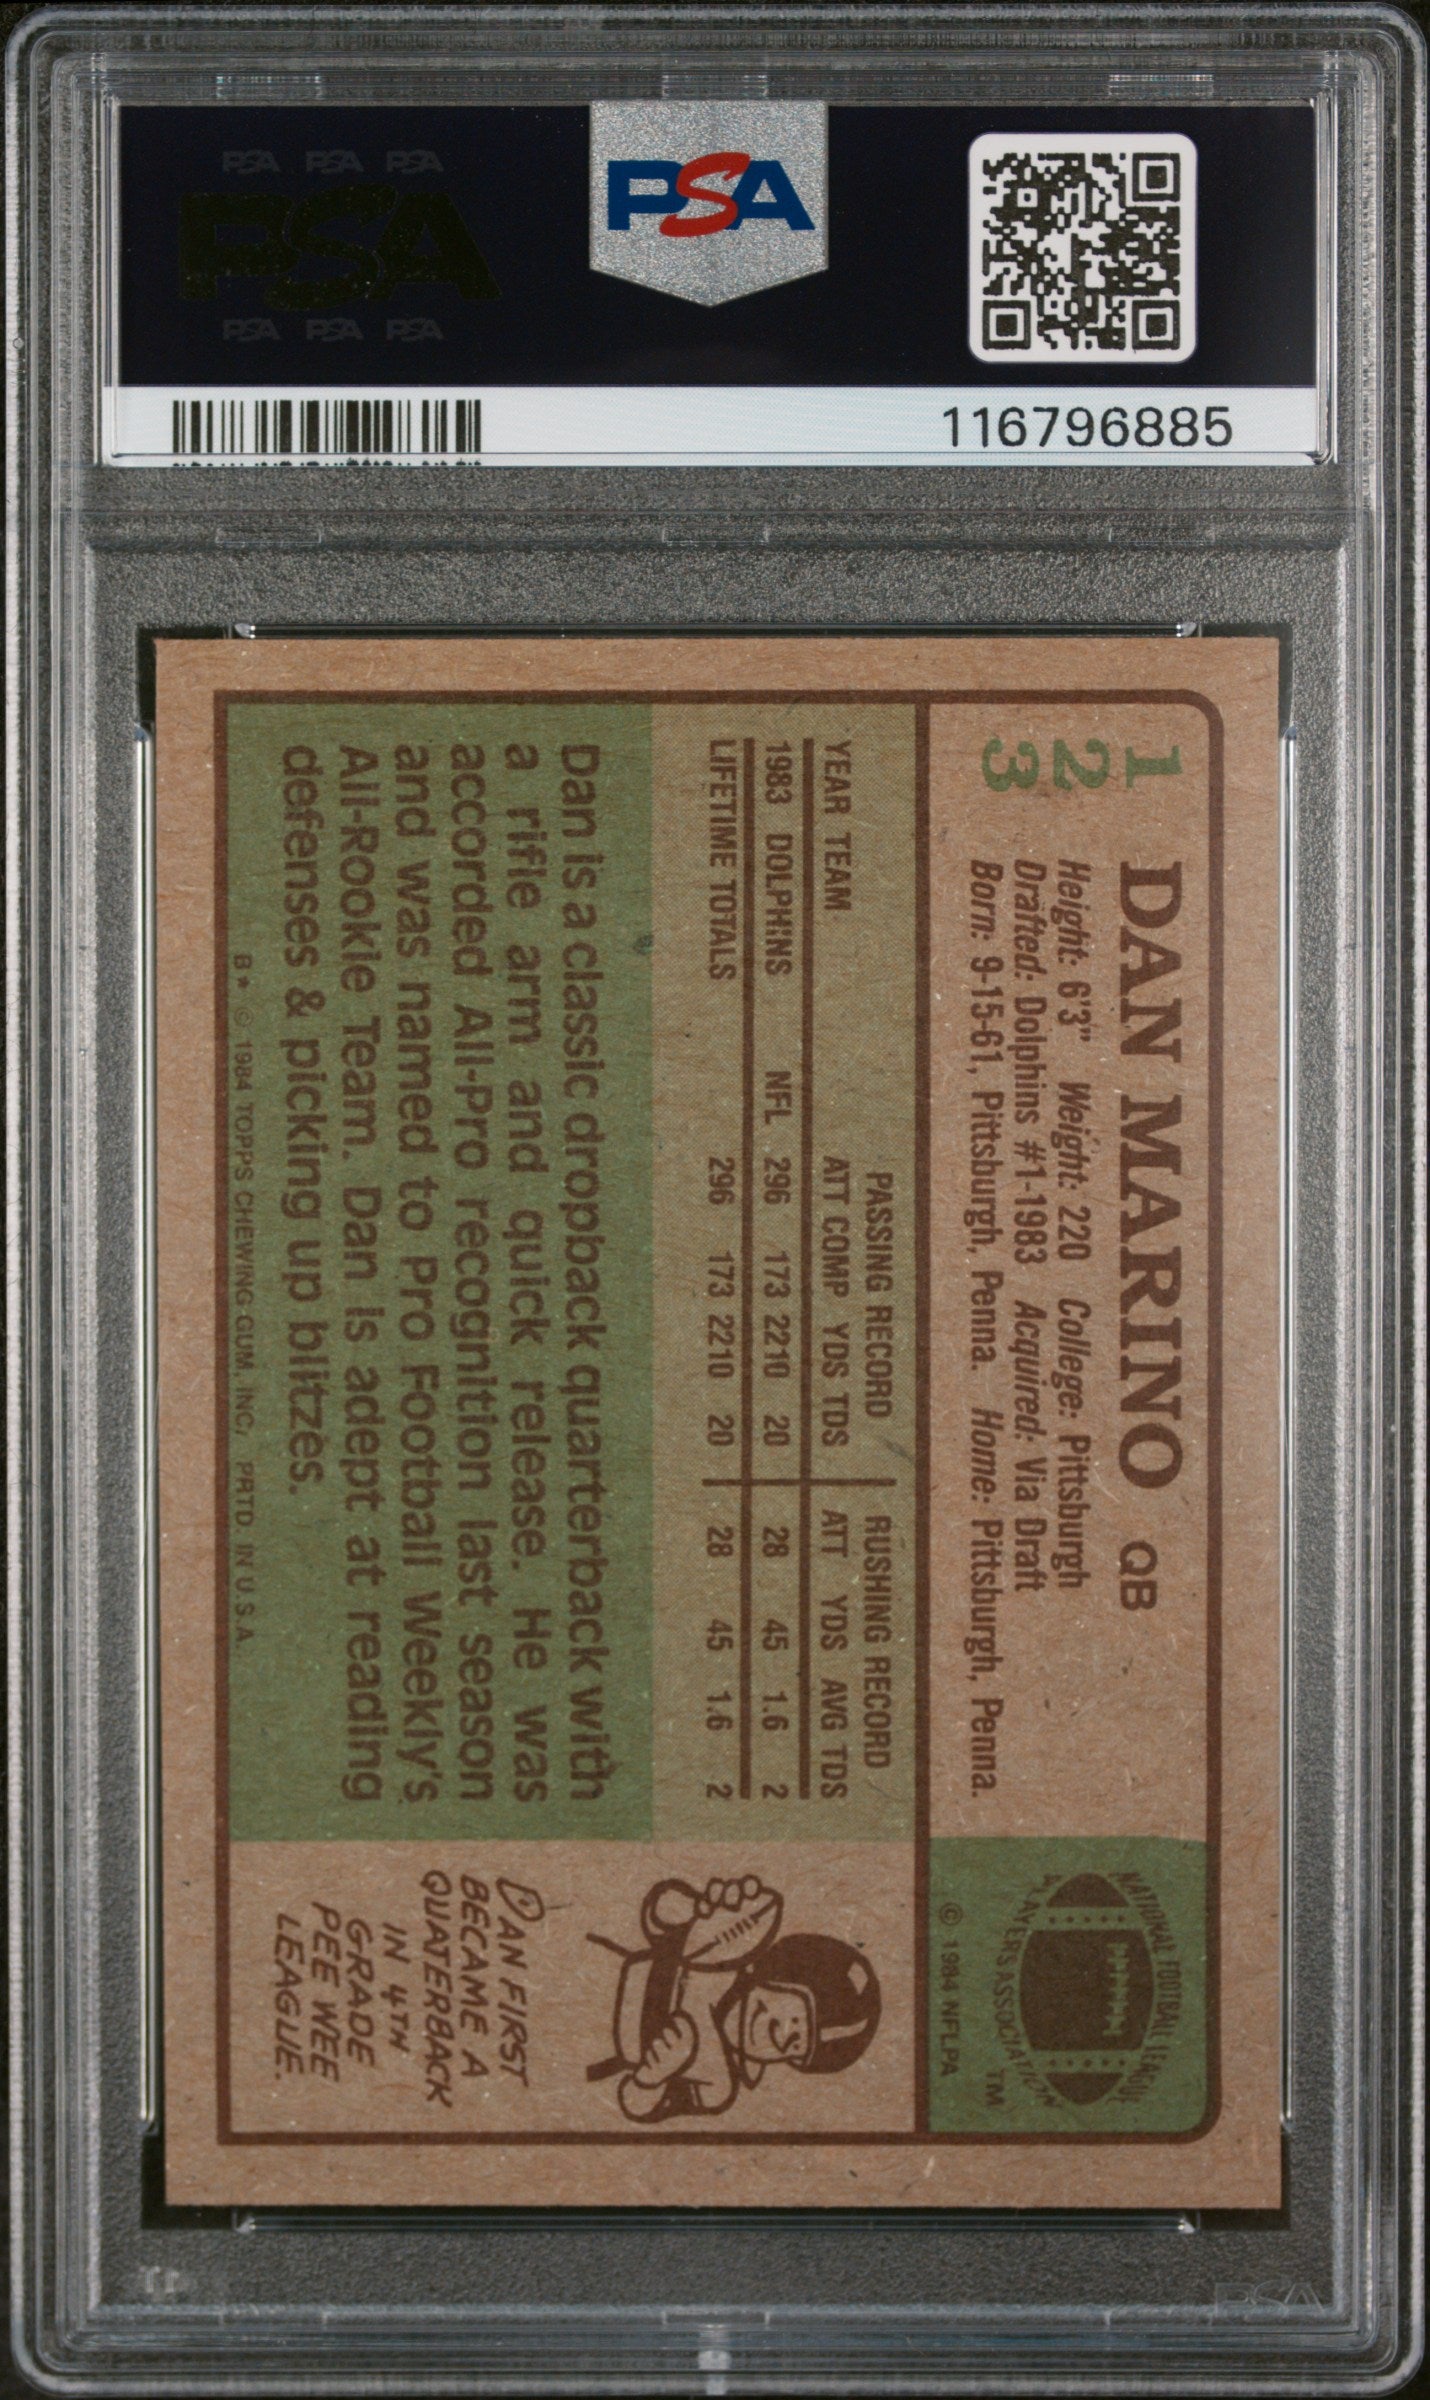 PSA PSA PSA
PSA
PSA PSA PSA
PSA
116796885
123
DAN MARINO QB
Height: 6'3" Weight: 220 College: Pittsburgh
Drafted: Dolphins #1-1983 Acquired: Via Draft
Born: 9-15-61, Pittsburgh, Penna. Home: Pittsburgh, Penna.
NATIONAL FOOTBALL LEAGUE
PLAYERS ASSOCIATION
TM
© 1984 NFLPA
PASSING RECORD RUSHING RECORD
YEAR TEAM ATT COMP YDS TDS ATT YDS AVG TDS
1983 DOLPHINS NFL 296 173 2210 20 28 45 1.6 2
LIFETIME TOTALS 296 173 2210 20 28 45 1.6 2
Dan is a classic dropback quarterback with
a rifle arm and quick release. He was
accorded All-Pro recognition last season
and was named to Pro Football Weekly's
All-Rookie Team. Dan is adept at reading
defenses & picking up blitzes.
B* © 1984 TOPPS CHEWING GUM, INC., PRTD. IN U.S.A.
DAN FIRST
BECAME A
QUATERBACK
IN 4TH
GRADE
PEE WEE
LEAGUE.
PSA